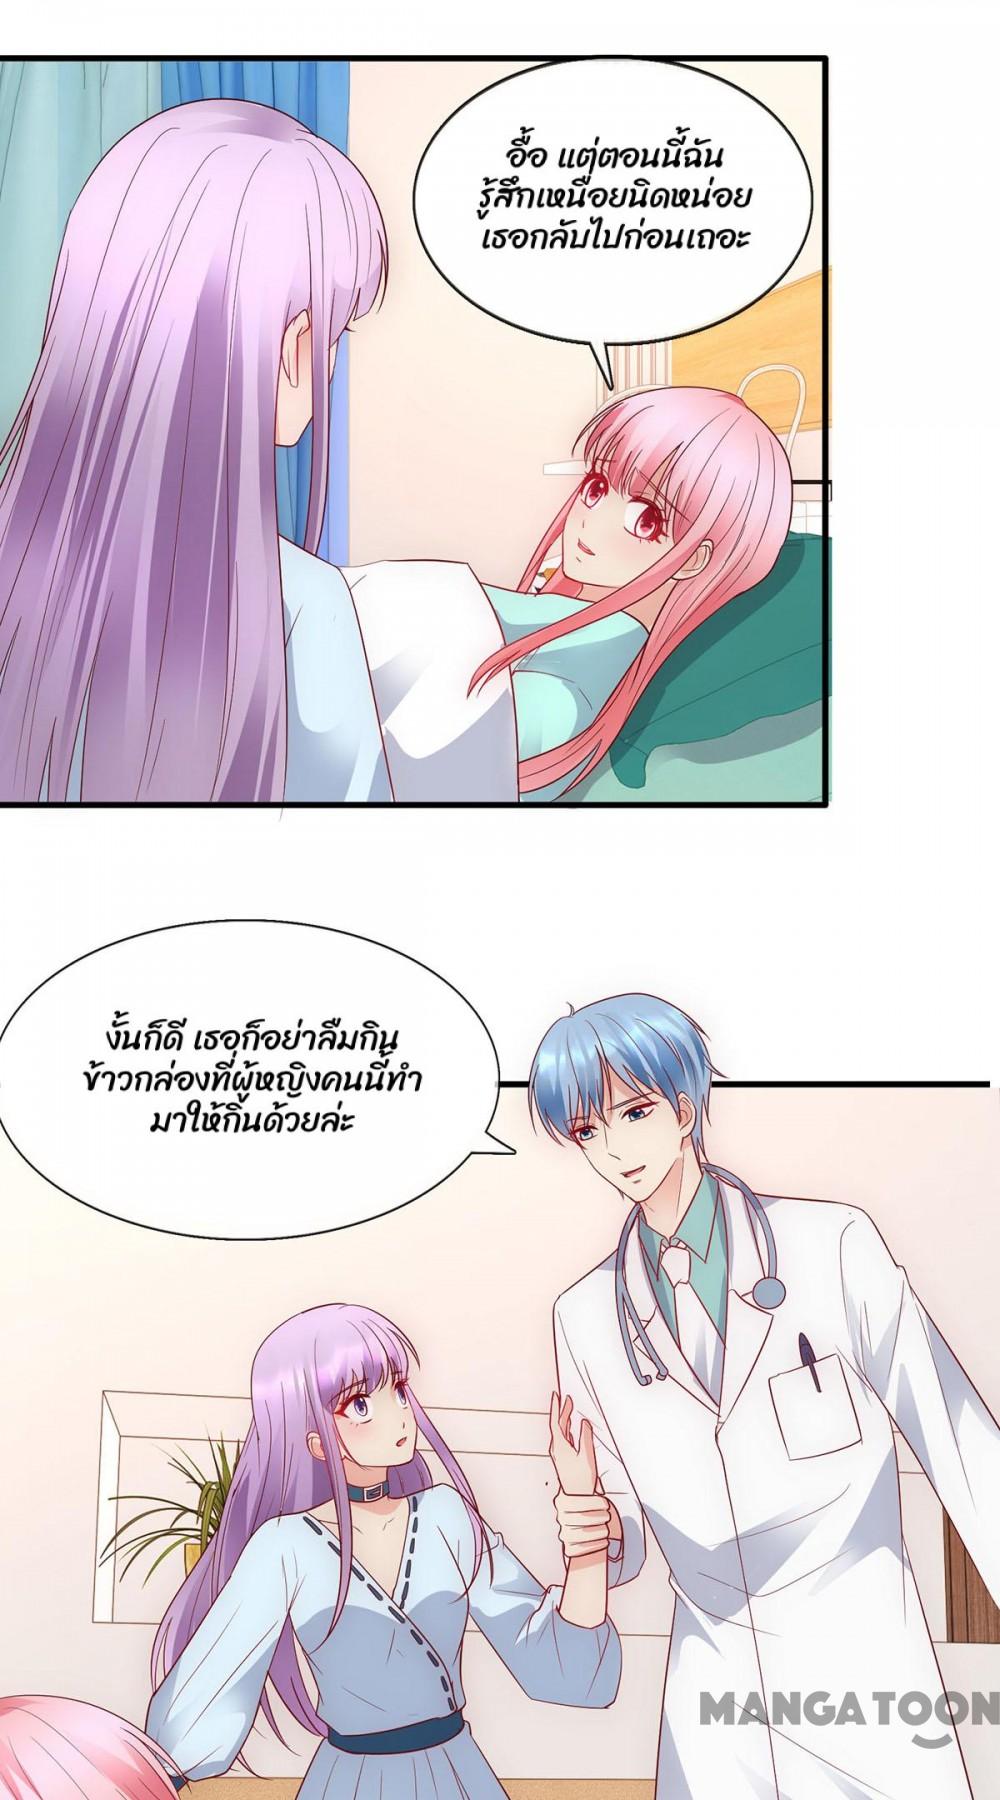 อื้อ แต่ตอนนี้ฉัน
รู้สึกเหนื่อยนิดหน่อย
เธอกลับไปก่อนเถอะ
งั้นก็ดี เธอก็อย่าลืมกิน
ข้าวกล่องที่ผู้หญิงคนนี้ทำ
มาให้กินด้วยล่ะ
MANGATOON